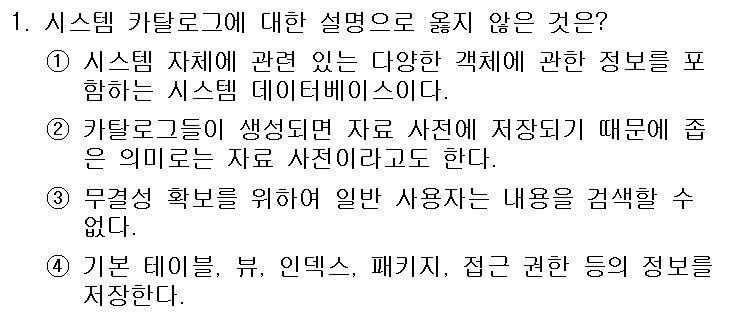 1. 시스템 카탈로그에 대한 설명으로 옳지 않은 것은?
① 시스템 자체에 관련 있는 다양한 객체에 관한 정보를 포
함하는 시스템 데이터베이스이다.
② 카탈로그들이 생성되면 자료 사전에 저장되기 때문에 좁
은 의미로는 자료 사전이라고도 한다.
③ 무결성 확보를 위하여 일반 사용자는 내용을 검색할 수
없다.
④ 기본 테이블, 뷰, 인덱스, 패키지, 접근 권한 등의 정보를
저장한다.